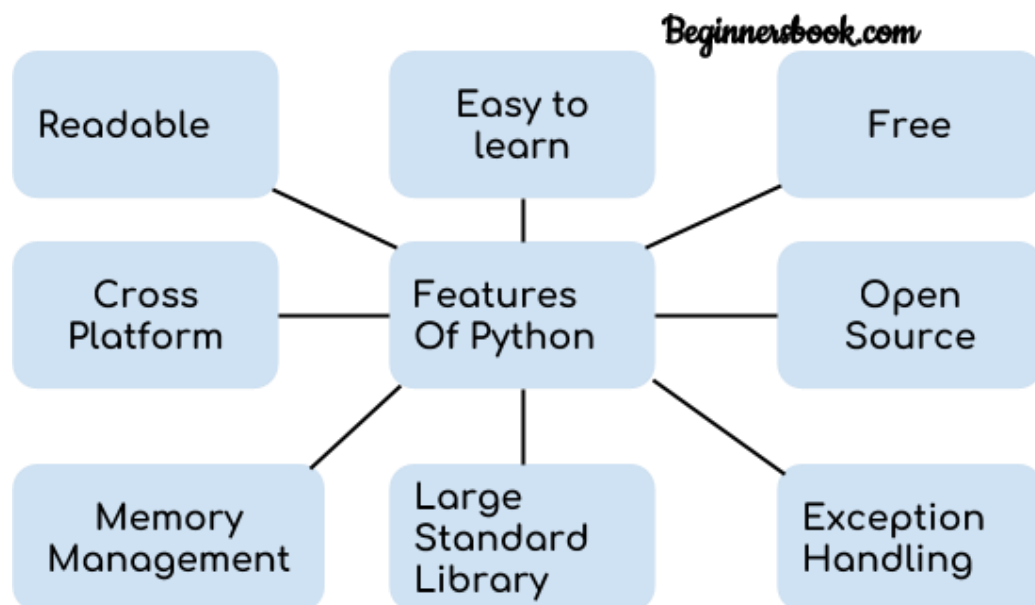 Beginnersbook.com
Readable
Easy to
learn
Free
Cross
Platform
Features
Of Python
Open
Source
Memory
Management
Large
Standard
Library
Exception
Handling